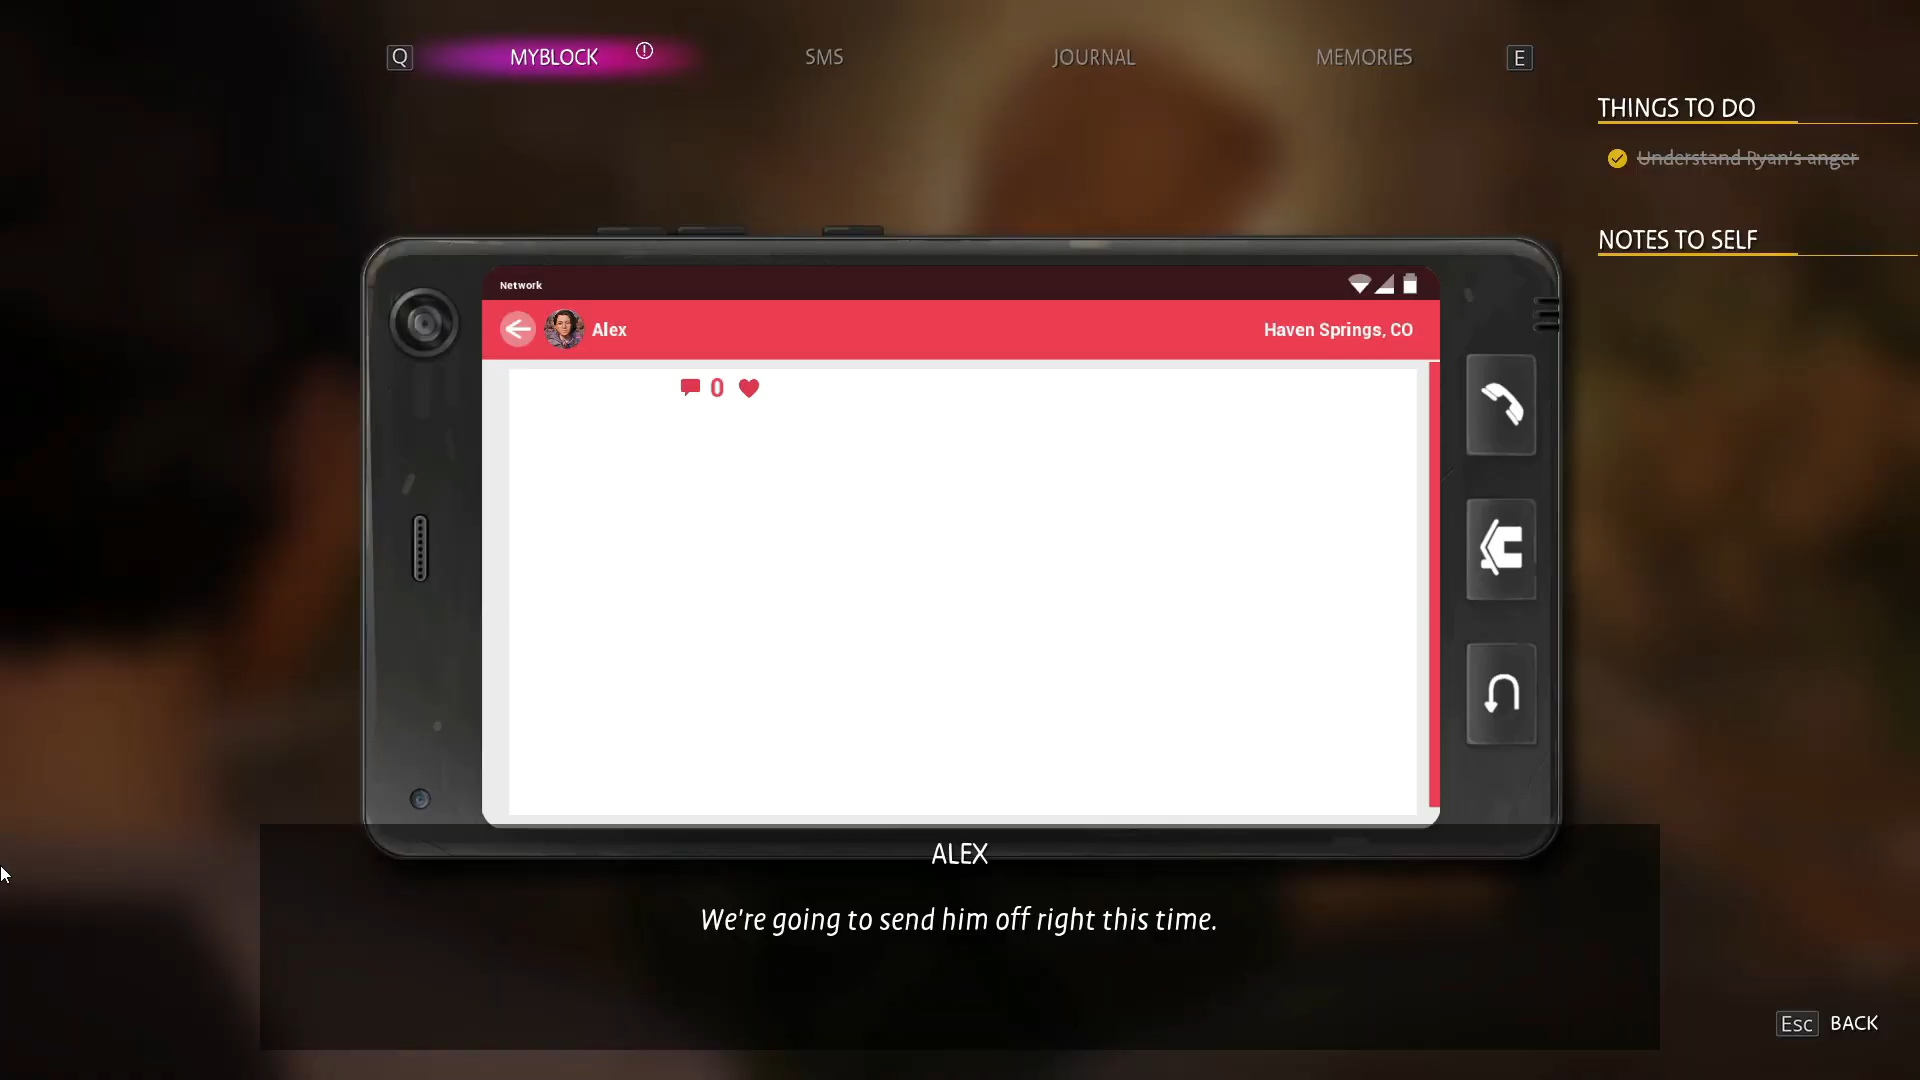 Q MYBLOCK SMS JOURNAL MEMORIES E
THINGS TO DO
Understand Ryan's anger
NOTES TO SELF
Network
Alex Haven Springs, CO
0
ALEX
We're going to send him off right this time.
Esc BACK